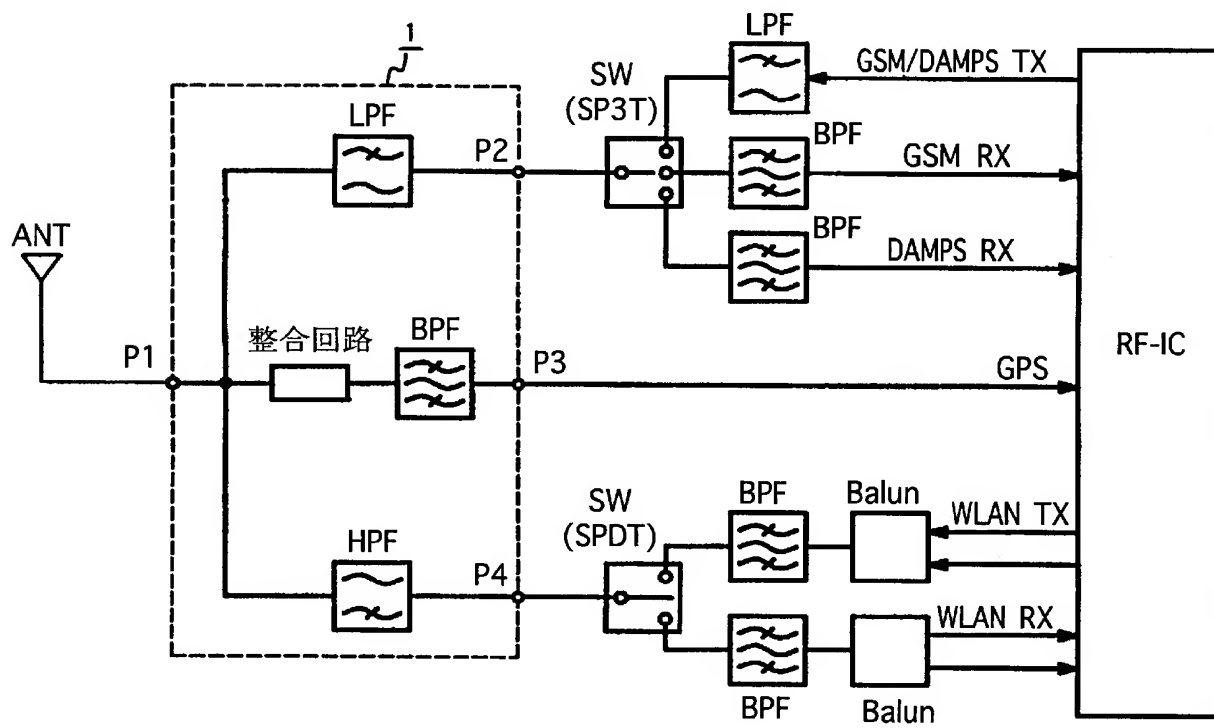 1
LPF
P2
ANT
P1
整合回路
BPF
P3
HPF
P4
SW
(SP3T)
LPF
GSM/DAMPS TX
BPF
GSM RX
BPF
DAMPS RX
GPS
RF-IC
SW
(SPDT)
BPF
Balun
WLAN TX
WLAN RX
BPF
Balun